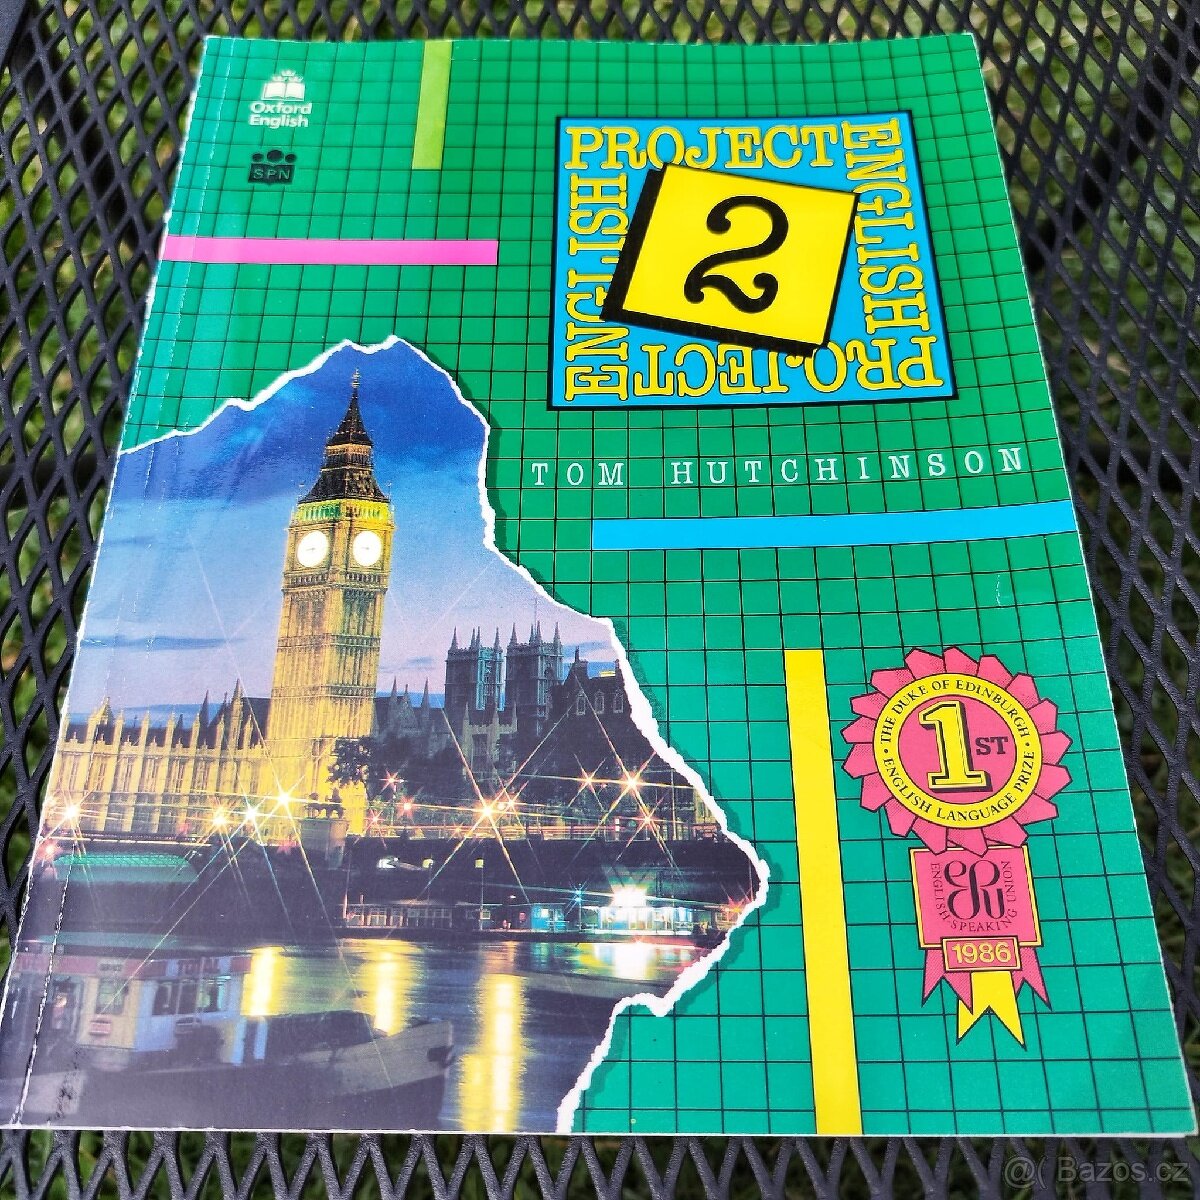 Oxford
English
SPN
PROJECT
ENGLISH
PROJECT
ENGLISH
2
TOM HUTCHINSON
THE DUKE OF EDINBURGH
ENGLISH LANGUAGE PRIZE
1ST
ENGLISH-SPEAKING UNION
esu
1986
@( Bazos.cz